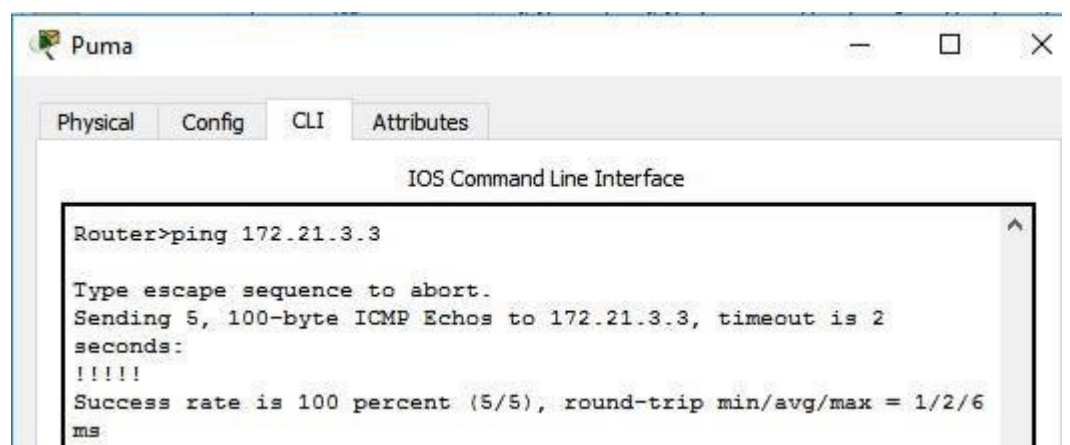 Puma
Physical Config CLI Attributes
IOS Command Line Interface
Router>ping 172.21.3.3
Type escape sequence to abort.
Sending 5, 100-byte ICMP Echos to 172.21.3.3, timeout is 2
seconds:
!!!!!
Success rate is 100 percent (5/5), round-trip min/avg/max = 1/2/6
ms